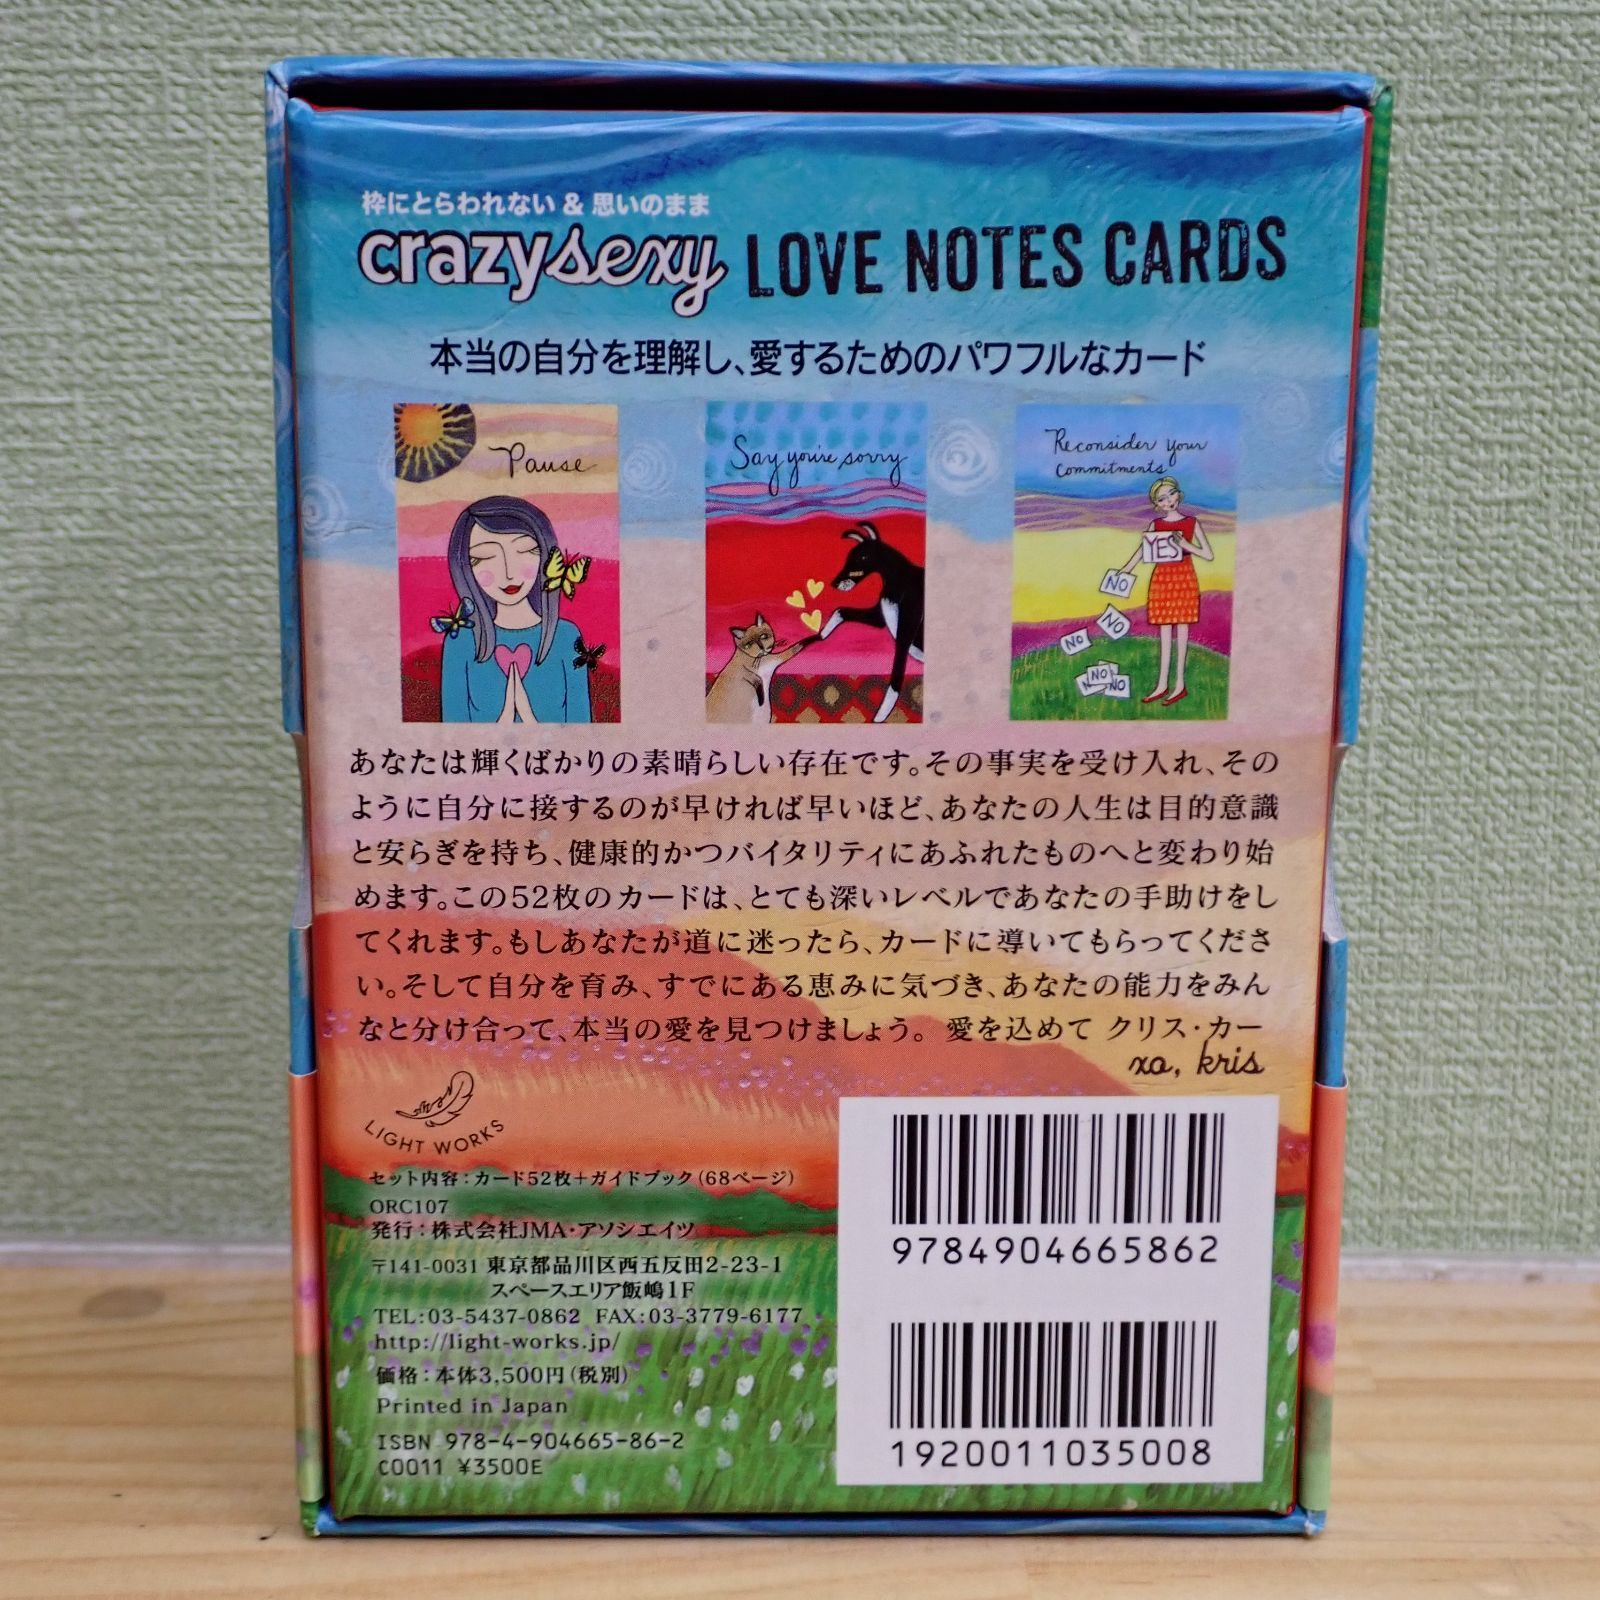 枠にとらわれない & 思いのまま
crazysexy LOVE NOTES CARDS
本当の自分を理解し、愛するためのパワフルなカード
Pause
Say you're sorry
Reconsider your
commitments
YES
NO
NO
NO
NO
NO
あなたは輝くばかりの素晴らしい存在です。その事実を受け入れ、その
ように自分に接するのが早ければ早いほど、あなたの人生は目的意識
と安らぎを持ち、健康的かつバイタリティにあふれたものへと変わり始
めます。この52枚のカードは、とても深いレベルであなたの手助けをし
てくれます。もしあなたが道に迷ったら、カードに導いてもらってくださ
い。そして自分を育み、すでにある恵みに気づき、あなたの能力をみん
なと分け合って、本当の愛を見つけましょう。 愛を込めて クリス・カー
xo, kris
LIGHT WORKS
セット内容：カード52枚＋ガイドブック（68ページ）
ORC107
発行：株式会社JMA・アソシエイツ
〒141-0031 東京都品川区西五反田2-23-1
スペースエリア飯嶋1F
TEL:03-5437-0862 FAX:03-3779-6177
http://light-works.jp/
価格：本体3,500円（税別）
Printed in Japan
ISBN 978-4-904665-86-2
C0011 ¥3500E
9784904665862
1920011035008